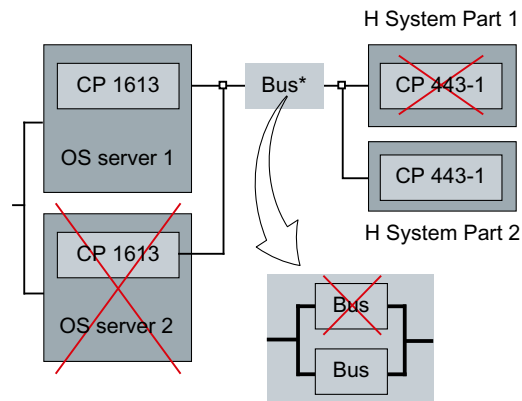 H System Part 1
CP 1613
Bus*
CP 443-1
OS server 1
CP 443-1
H System Part 2
CP 1613
OS server 2
Bus
Bus